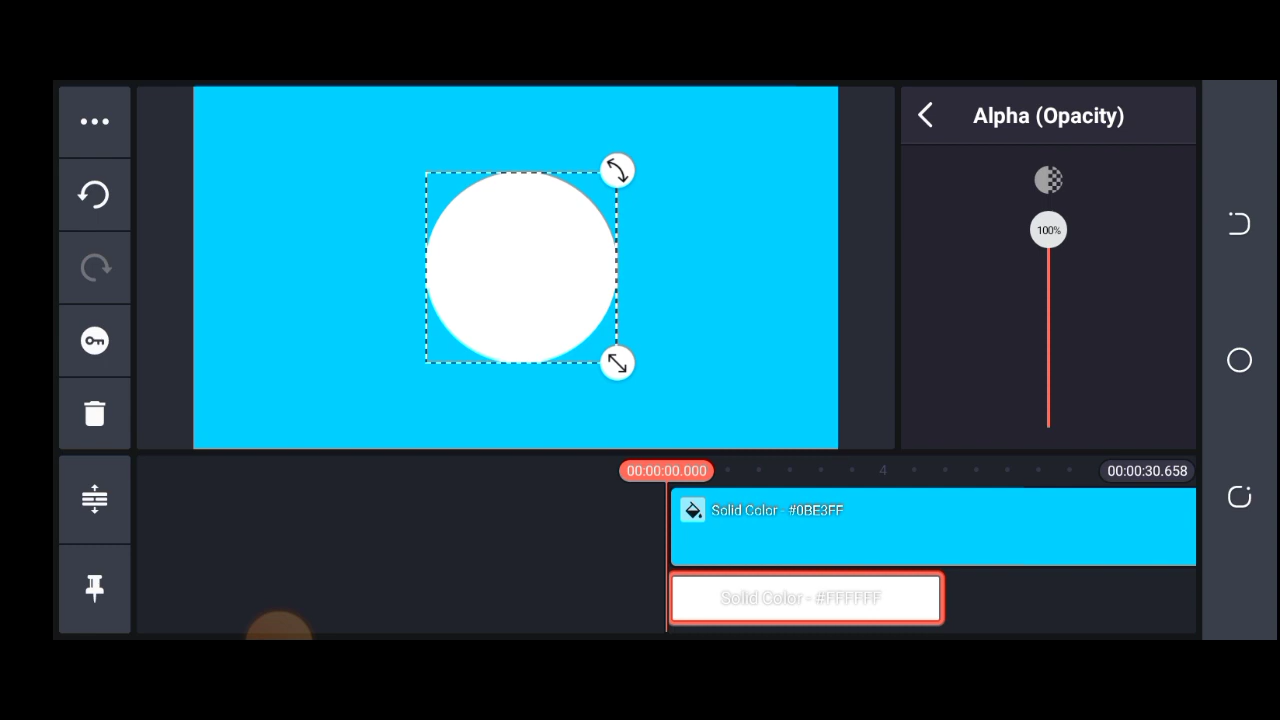 Alpha (Opacity)
100%
00:00:00.000
4
00:00:30.658
Solid Color - #0BE3FF
Solid Color - #FFFFFF